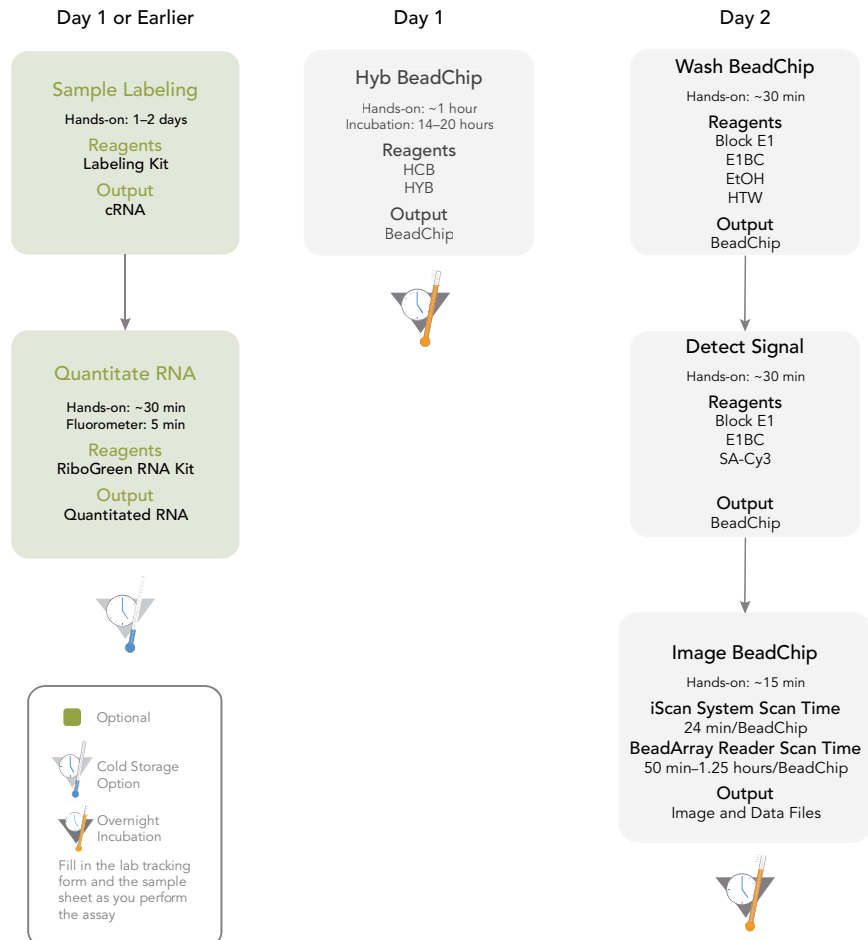 Day 1 or Earlier
Sample Labeling
Hands-on: 1–2 days
Reagents
Labeling Kit
Output
cRNA
Quantitate RNA
Hands-on: ~30 min
Fluorometer: 5 min
Reagents
RiboGreen RNA Kit
Output
Quantitated RNA
Optional
Cold Storage
Option
Overnight
Incubation
Fill in the lab tracking
form and the sample
sheet as you perform
the assay
Day 1
Hyb BeadChip
Hands-on: ~1 hour
Incubation: 14–20 hours
Reagents
HCB
HYB
Output
BeadChip
Day 2
Wash BeadChip
Hands-on: ~30 min
Reagents
Block E1
E1BC
EtOH
HTW
Output
BeadChip
Detect Signal
Hands-on: ~30 min
Reagents
Block E1
E1BC
SA-Cy3
Output
BeadChip
Image BeadChip
Hands-on: ~15 min
iScan System Scan Time
24 min/BeadChip
BeadArray Reader Scan Time
50 min–1.25 hours/BeadChip
Output
Image and Data Files